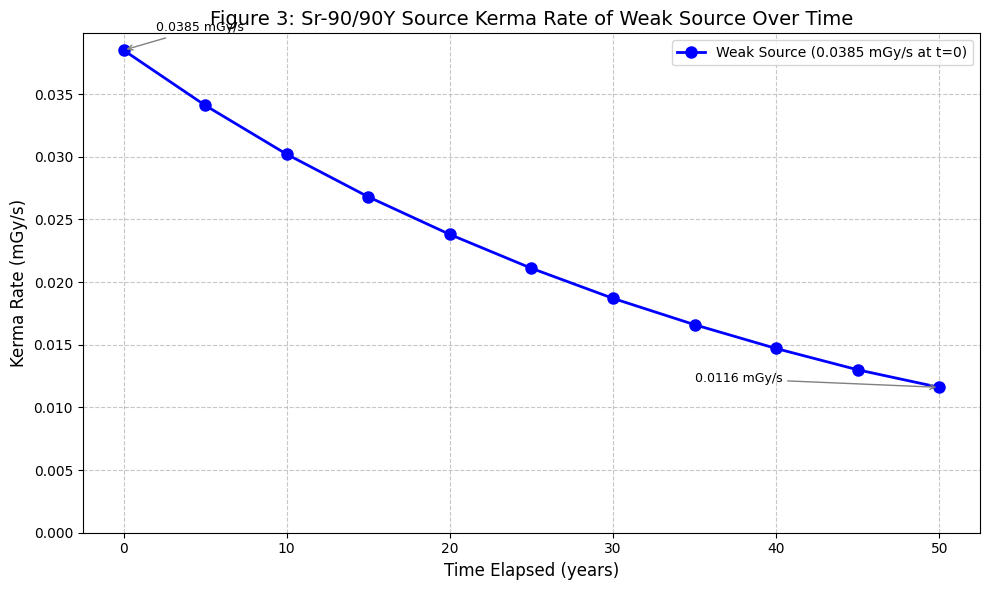 Figure 3: Sr-90/90Y Source Kerma Rate of Weak Source Over Time
0.0385 mGy/s
Weak Source (0.0385 mGy/s at t=0)
Kerma Rate (mGy/s)
0.035
0.030
0.025
0.020
0.015
0.010
0.005
0.000
0.0116 mGy/s
0 10 20 30 40 50
Time Elapsed (years)